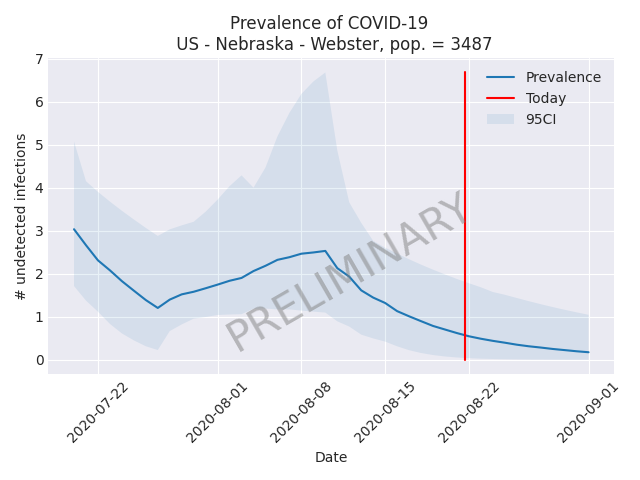 Prevalence of COVID-19
US - Nebraska - Webster, pop. = 3487
7
6
5
4
3
2
1
0
# undetected infections
Prevalence
Today
95CI
PRELIMINARY
2020-07-22
2020-08-01
2020-08-08
2020-08-15
2020-08-22
2020-09-01
Date